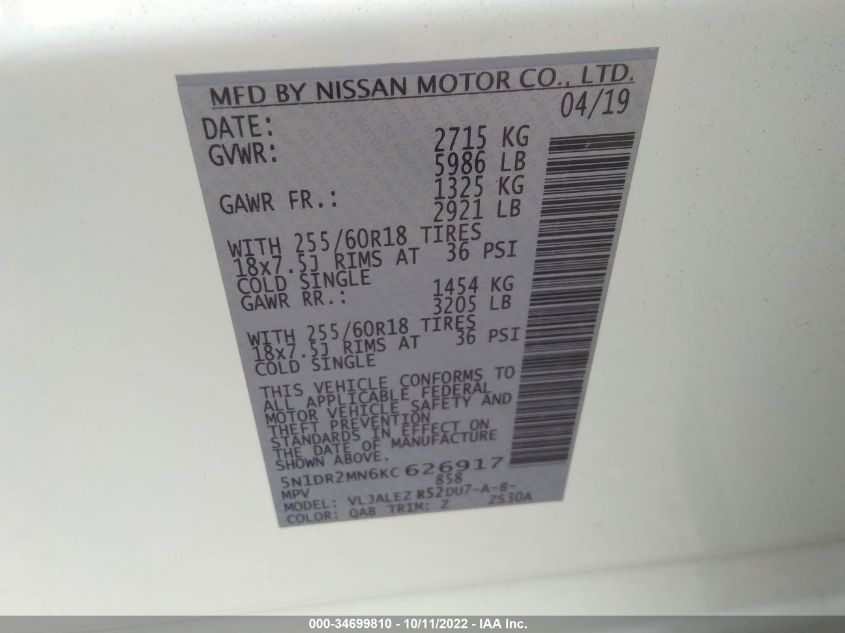 MFD BY NISSAN MOTOR CO., LTD.
DATE: 04/19
GVWR: 2715 KG
5986 LB
GAWR FR.: 1325 KG
2921 LB
WITH 255/60R18 TIRES
18x7.5J RIMS AT 36 PSI
COLD SINGLE
GAWR RR.: 1454 KG
3205 LB
WITH 255/60R18 TIRES
18x7.5J RIMS AT 36 PSI
COLD SINGLE
THIS VEHICLE CONFORMS TO
ALL APPLICABLE FEDERAL
MOTOR VEHICLE SAFETY AND
THEFT PREVENTION
STANDARDS IN EFFECT ON
THE DATE OF MANUFACTURE
SHOWN ABOVE.
5N1DR2MN6KC 626917
MPV 858
MODEL: VLJALEZ R52DU7-A-B-
COLOR: QAB TRIM: Z ZS30A
000-34699810 - 10/11/2022 - IAA Inc.